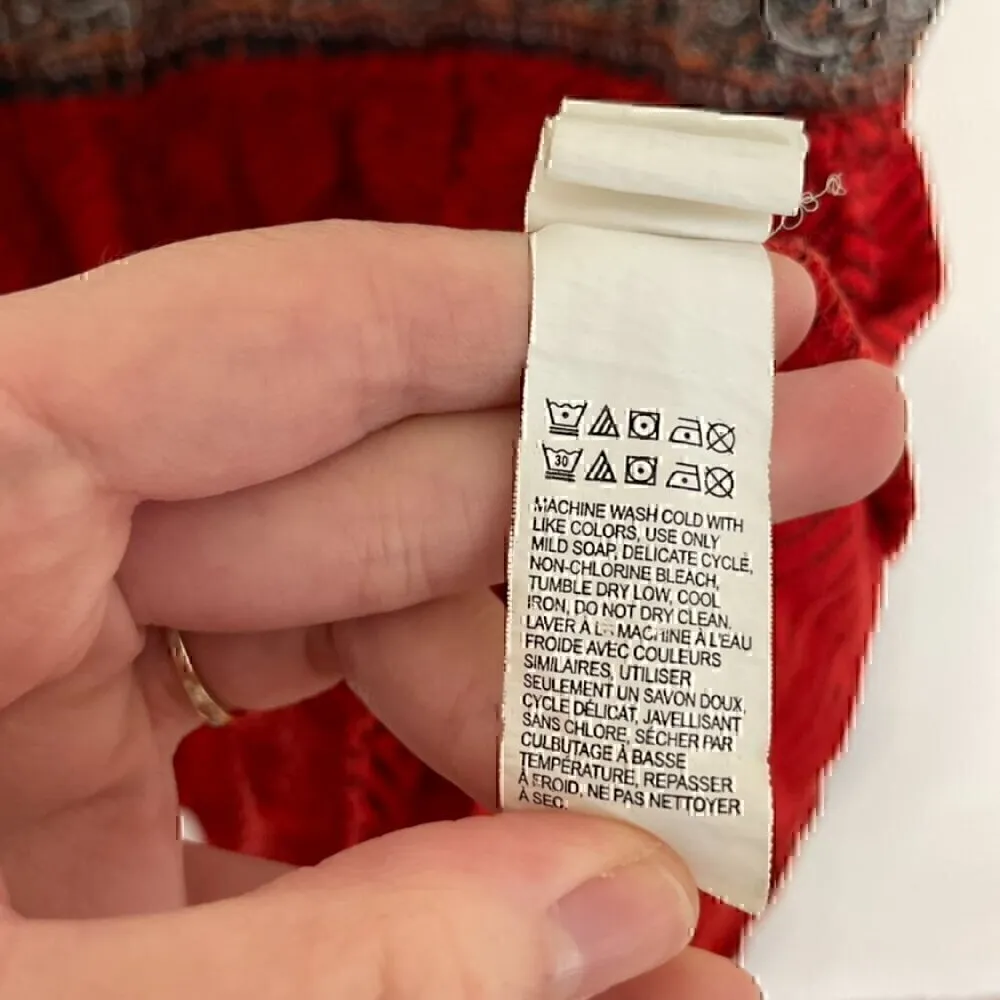 30
MACHINE WASH COLD WITH
LIKE COLORS, USE ONLY
MILD SOAP, DELICATE CYCLE,
NON-CHLORINE BLEACH,
TUMBLE DRY LOW, COOL
IRON, DO NOT DRY CLEAN.
LAVER À LA MACHINE À L'EAU
FROIDE AVEC COULEURS
SIMILAIRES, UTILISER
SEULEMENT UN SAVON DOUX,
CYCLE DÉLICAT, JAVELLISANT
SANS CHLORE, SÉCHER PAR
CULBUTAGE À BASSE
TEMPÉRATURE, REPASSER
À FROID, NE PAS NETTOYER
À SEC.